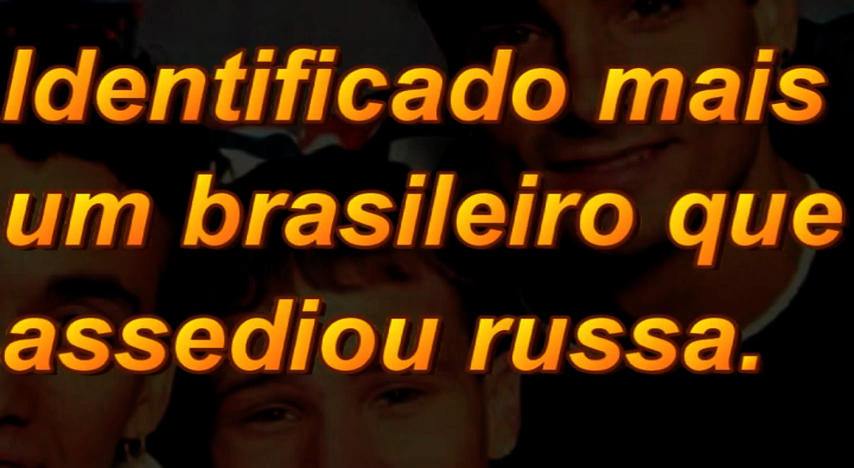 Identificado mais
um brasileiro que
assediou russa.